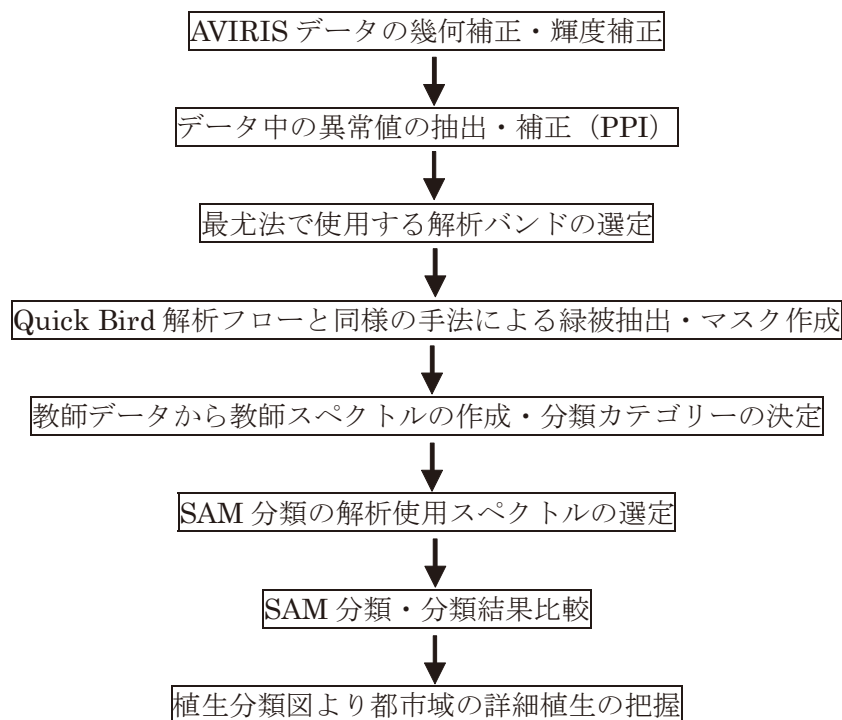 AVIRIS データの幾何補正・輝度補正
データ中の異常値の抽出・補正（PPI）
最尤法で使用する解析バンドの選定
Quick Bird 解析フローと同様の手法による緑被抽出・マスク作成
教師データから教師スペクトルの作成・分類カテゴリーの決定
SAM 分類の解析使用スペクトルの選定
SAM 分類・分類結果比較
植生分類図より都市域の詳細植生の把握